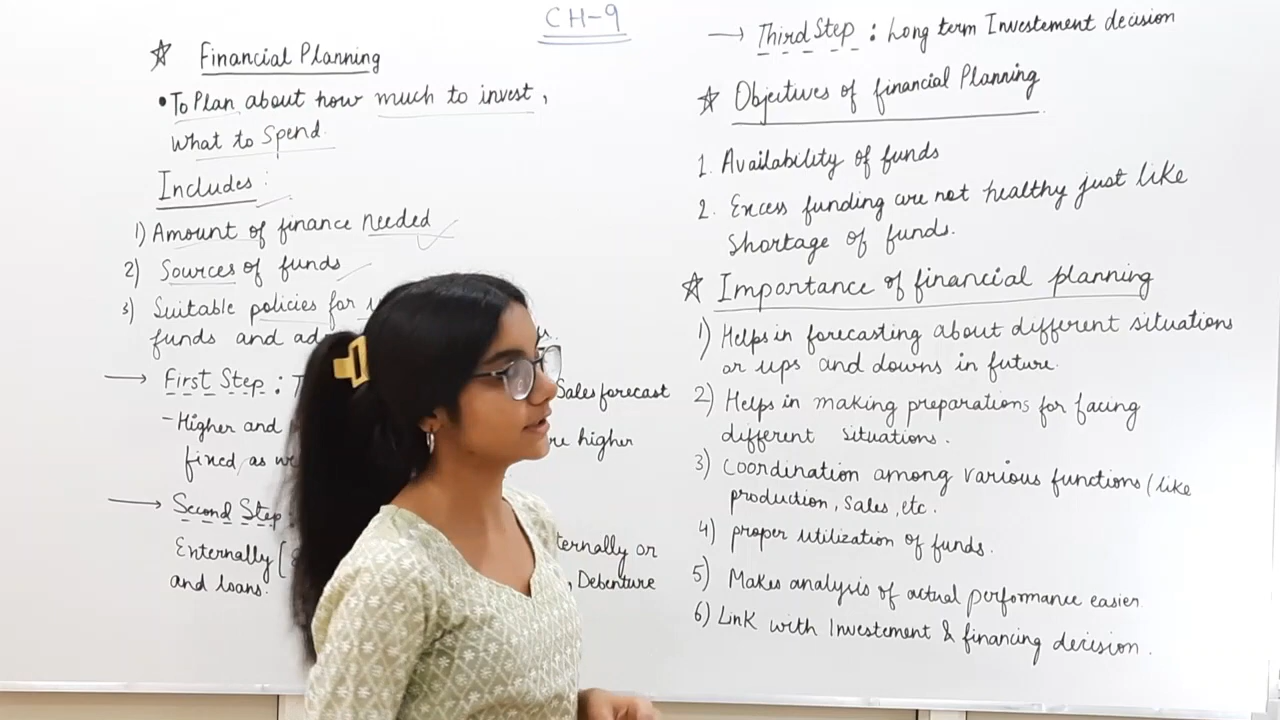 CH-9
☆ Financial Planning
• To Plan about how much to invest,
What to Spend.
Includes:
1) Amount of finance needed
2) Sources of funds
3) Suitable policies for
funds and
→ First Step:
Sales forecast
- Higher and
higher
fixed as
→ Second Step:
Externally
or
and loans.
, Debenture
→ Third Step: Long term Investement decision
☆ Objectives of financial Planning
1. Availability of funds
2. Excess funding are not healthy just like
Shortage of funds.
☆ Importance of financial planning
1) Helps in forecasting about different situations
or ups and downs in future.
2) Helps in making preparations for facing
different situations.
3) Coordination among various functions (like
production, sales, etc.
4) proper utilization of funds.
5) Makes analysis of actual performance easier
6) Link with Investement & financing decision.